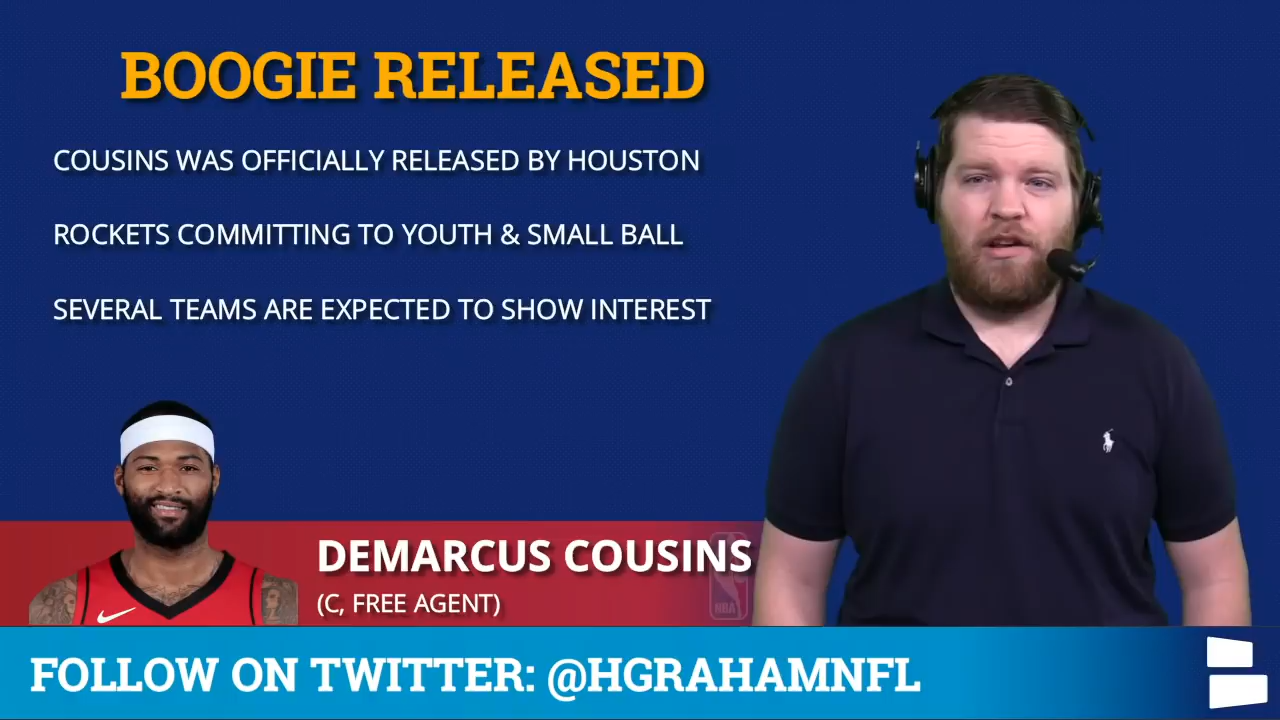 BOOGIE RELEASED
COUSINS WAS OFFICIALLY RELEASED BY HOUSTON
ROCKETS COMMITTING TO YOUTH & SMALL BALL
SEVERAL TEAMS ARE EXPECTED TO SHOW INTEREST
DEMARCUS COUSINS
(C, FREE AGENT)
NBA
FOLLOW ON TWITTER: @HGRAHAMNFL